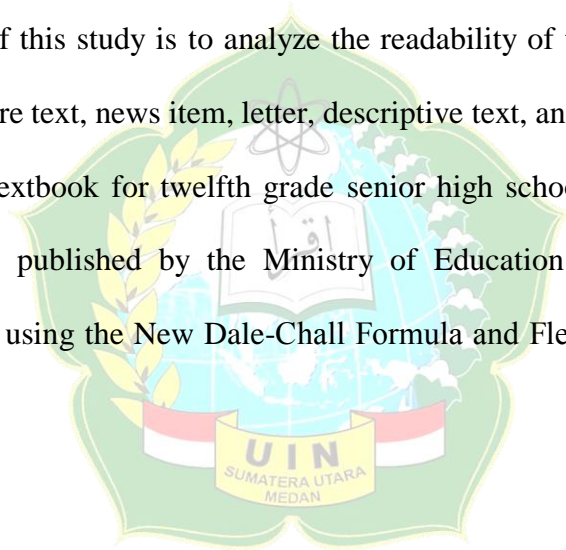 f this study is to analyze the readability of
re text, news item, letter, descriptive text, an
extbook for twelfth grade senior high schoo
published by the Ministry of Education
using the New Dale-Chall Formula and Fle
اقرأ
UIN
SUMATERA UTARA
MEDAN